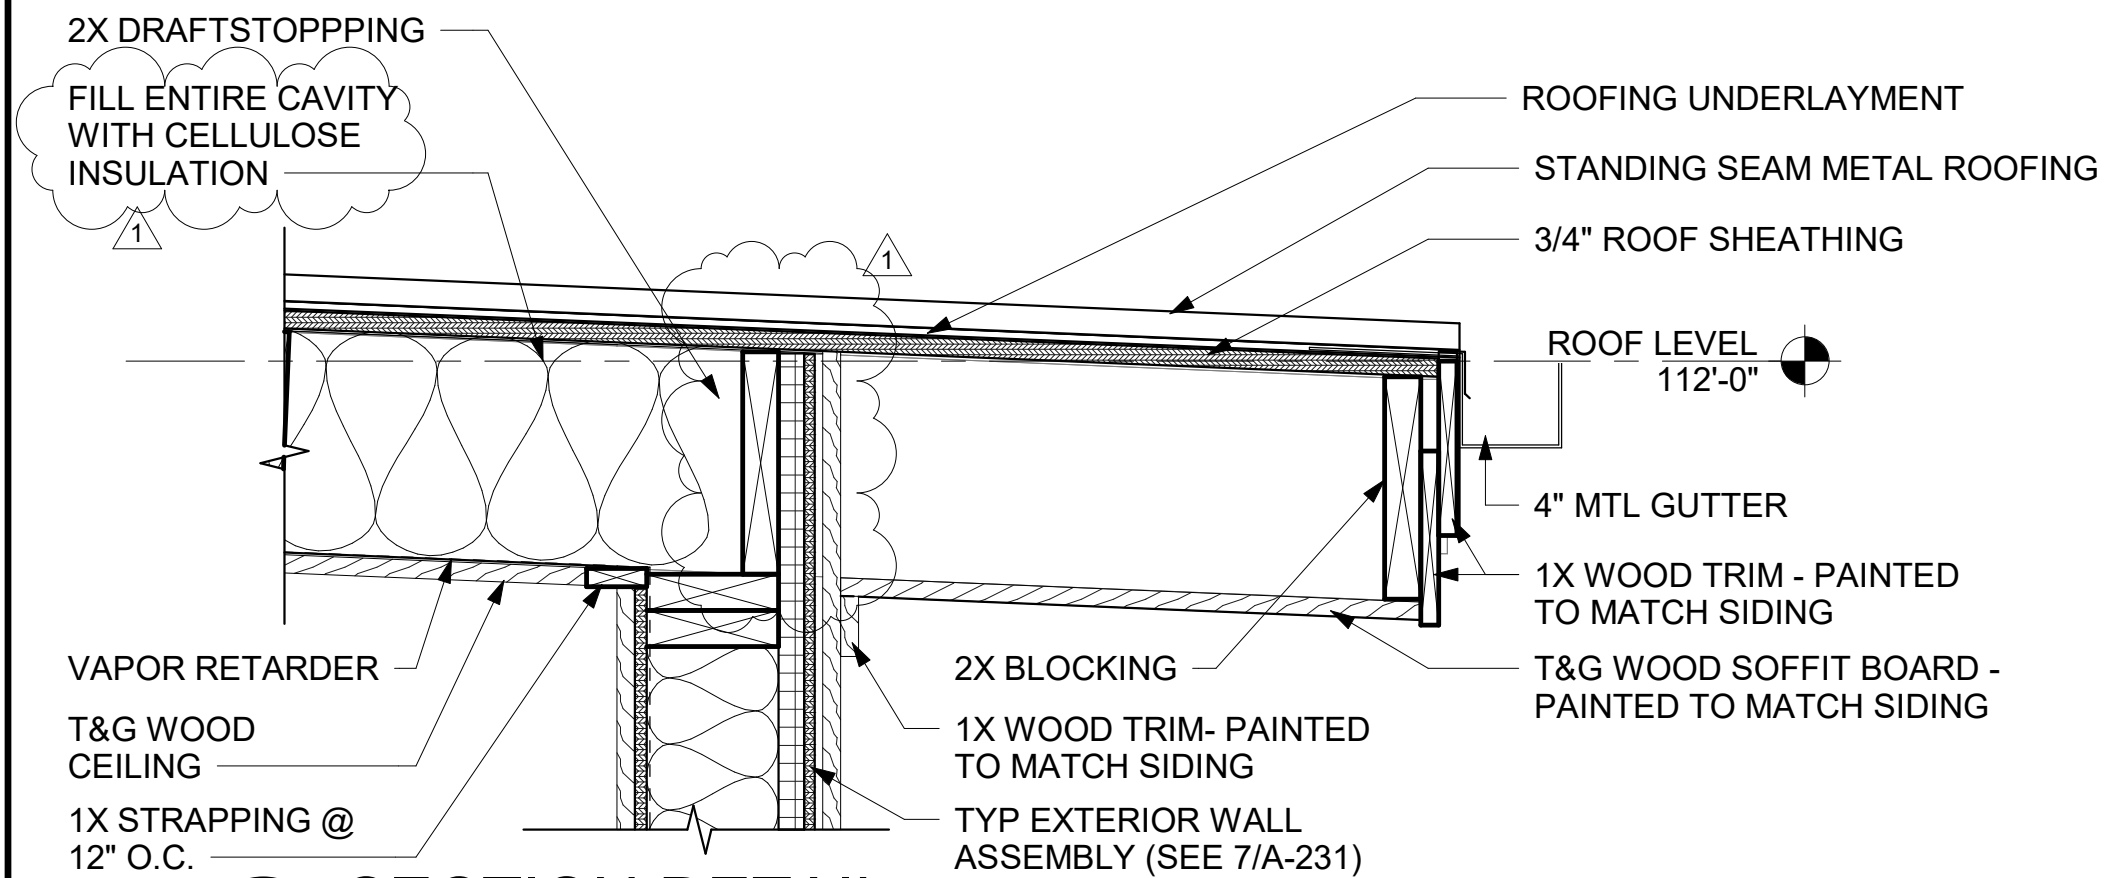 2X DRAFTSTOPPPING
FILL ENTIRE CAVITY
WITH CELLULOSE
INSULATION
1
1
ROOFING UNDERLAYMENT
STANDING SEAM METAL ROOFING
3/4" ROOF SHEATHING
ROOF LEVEL
112'-0"
4" MTL GUTTER
1X WOOD TRIM - PAINTED
TO MATCH SIDING
T&G WOOD SOFFIT BOARD -
PAINTED TO MATCH SIDING
VAPOR RETARDER
T&G WOOD
CEILING
1X STRAPPING @
12" O.C.
2X BLOCKING
1X WOOD TRIM- PAINTED
TO MATCH SIDING
TYP EXTERIOR WALL
ASSEMBLY (SEE 7/A-231)